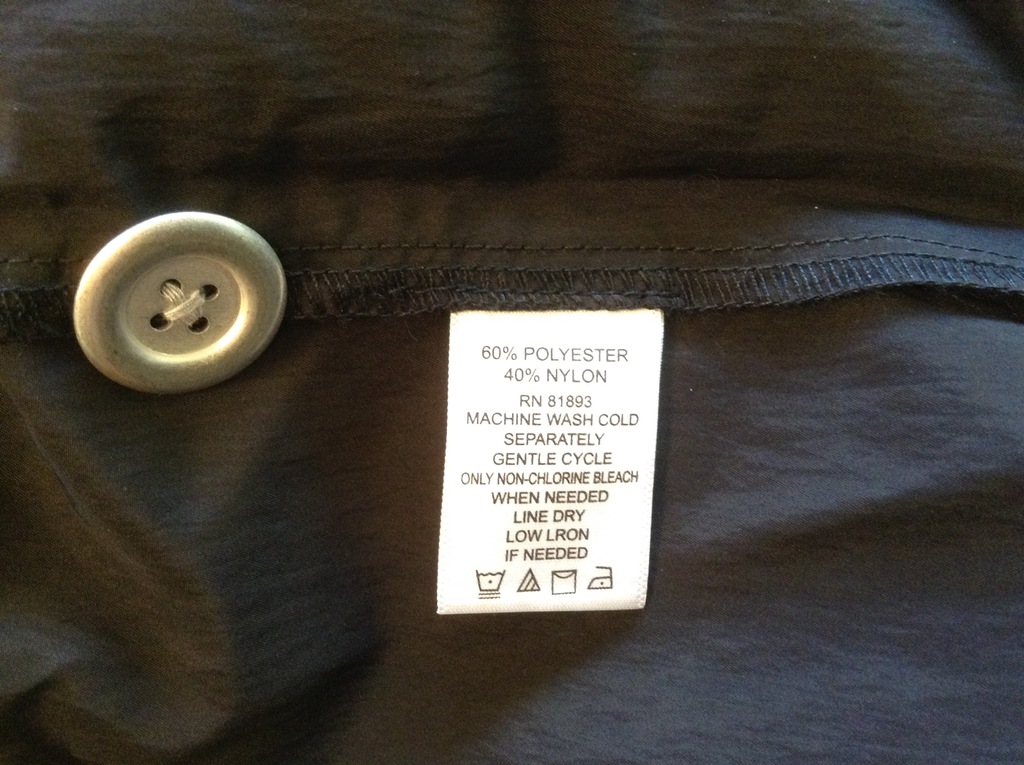 60% POLYESTER
40% NYLON
RN 81893
MACHINE WASH COLD
SEPARATELY
GENTLE CYCLE
ONLY NON-CHLORINE BLEACH
WHEN NEEDED
LINE DRY
LOW LRON
IF NEEDED